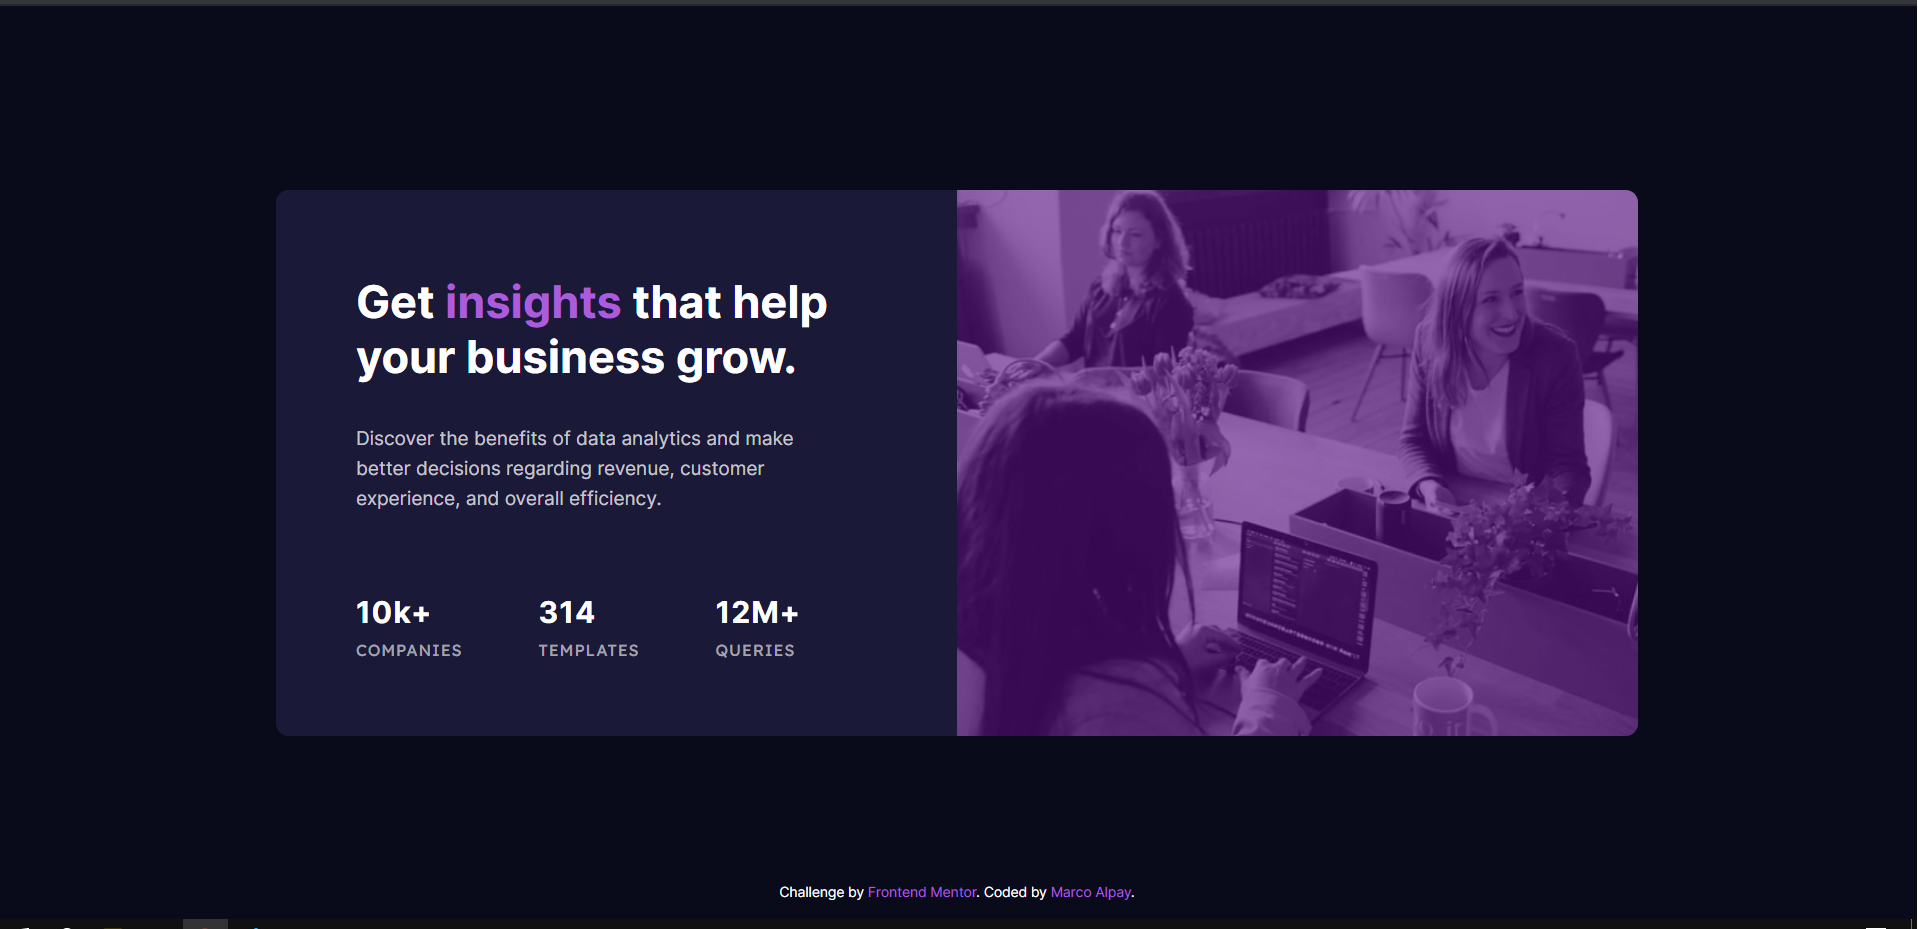 Get insights that help
your business grow.
Discover the benefits of data analytics and make
better decisions regarding revenue, customer
experience, and overall efficiency.
10k+ 314 12M+
COMPANIES TEMPLATES QUERIES
Challenge by Frontend Mentor. Coded by Marco Alpay.